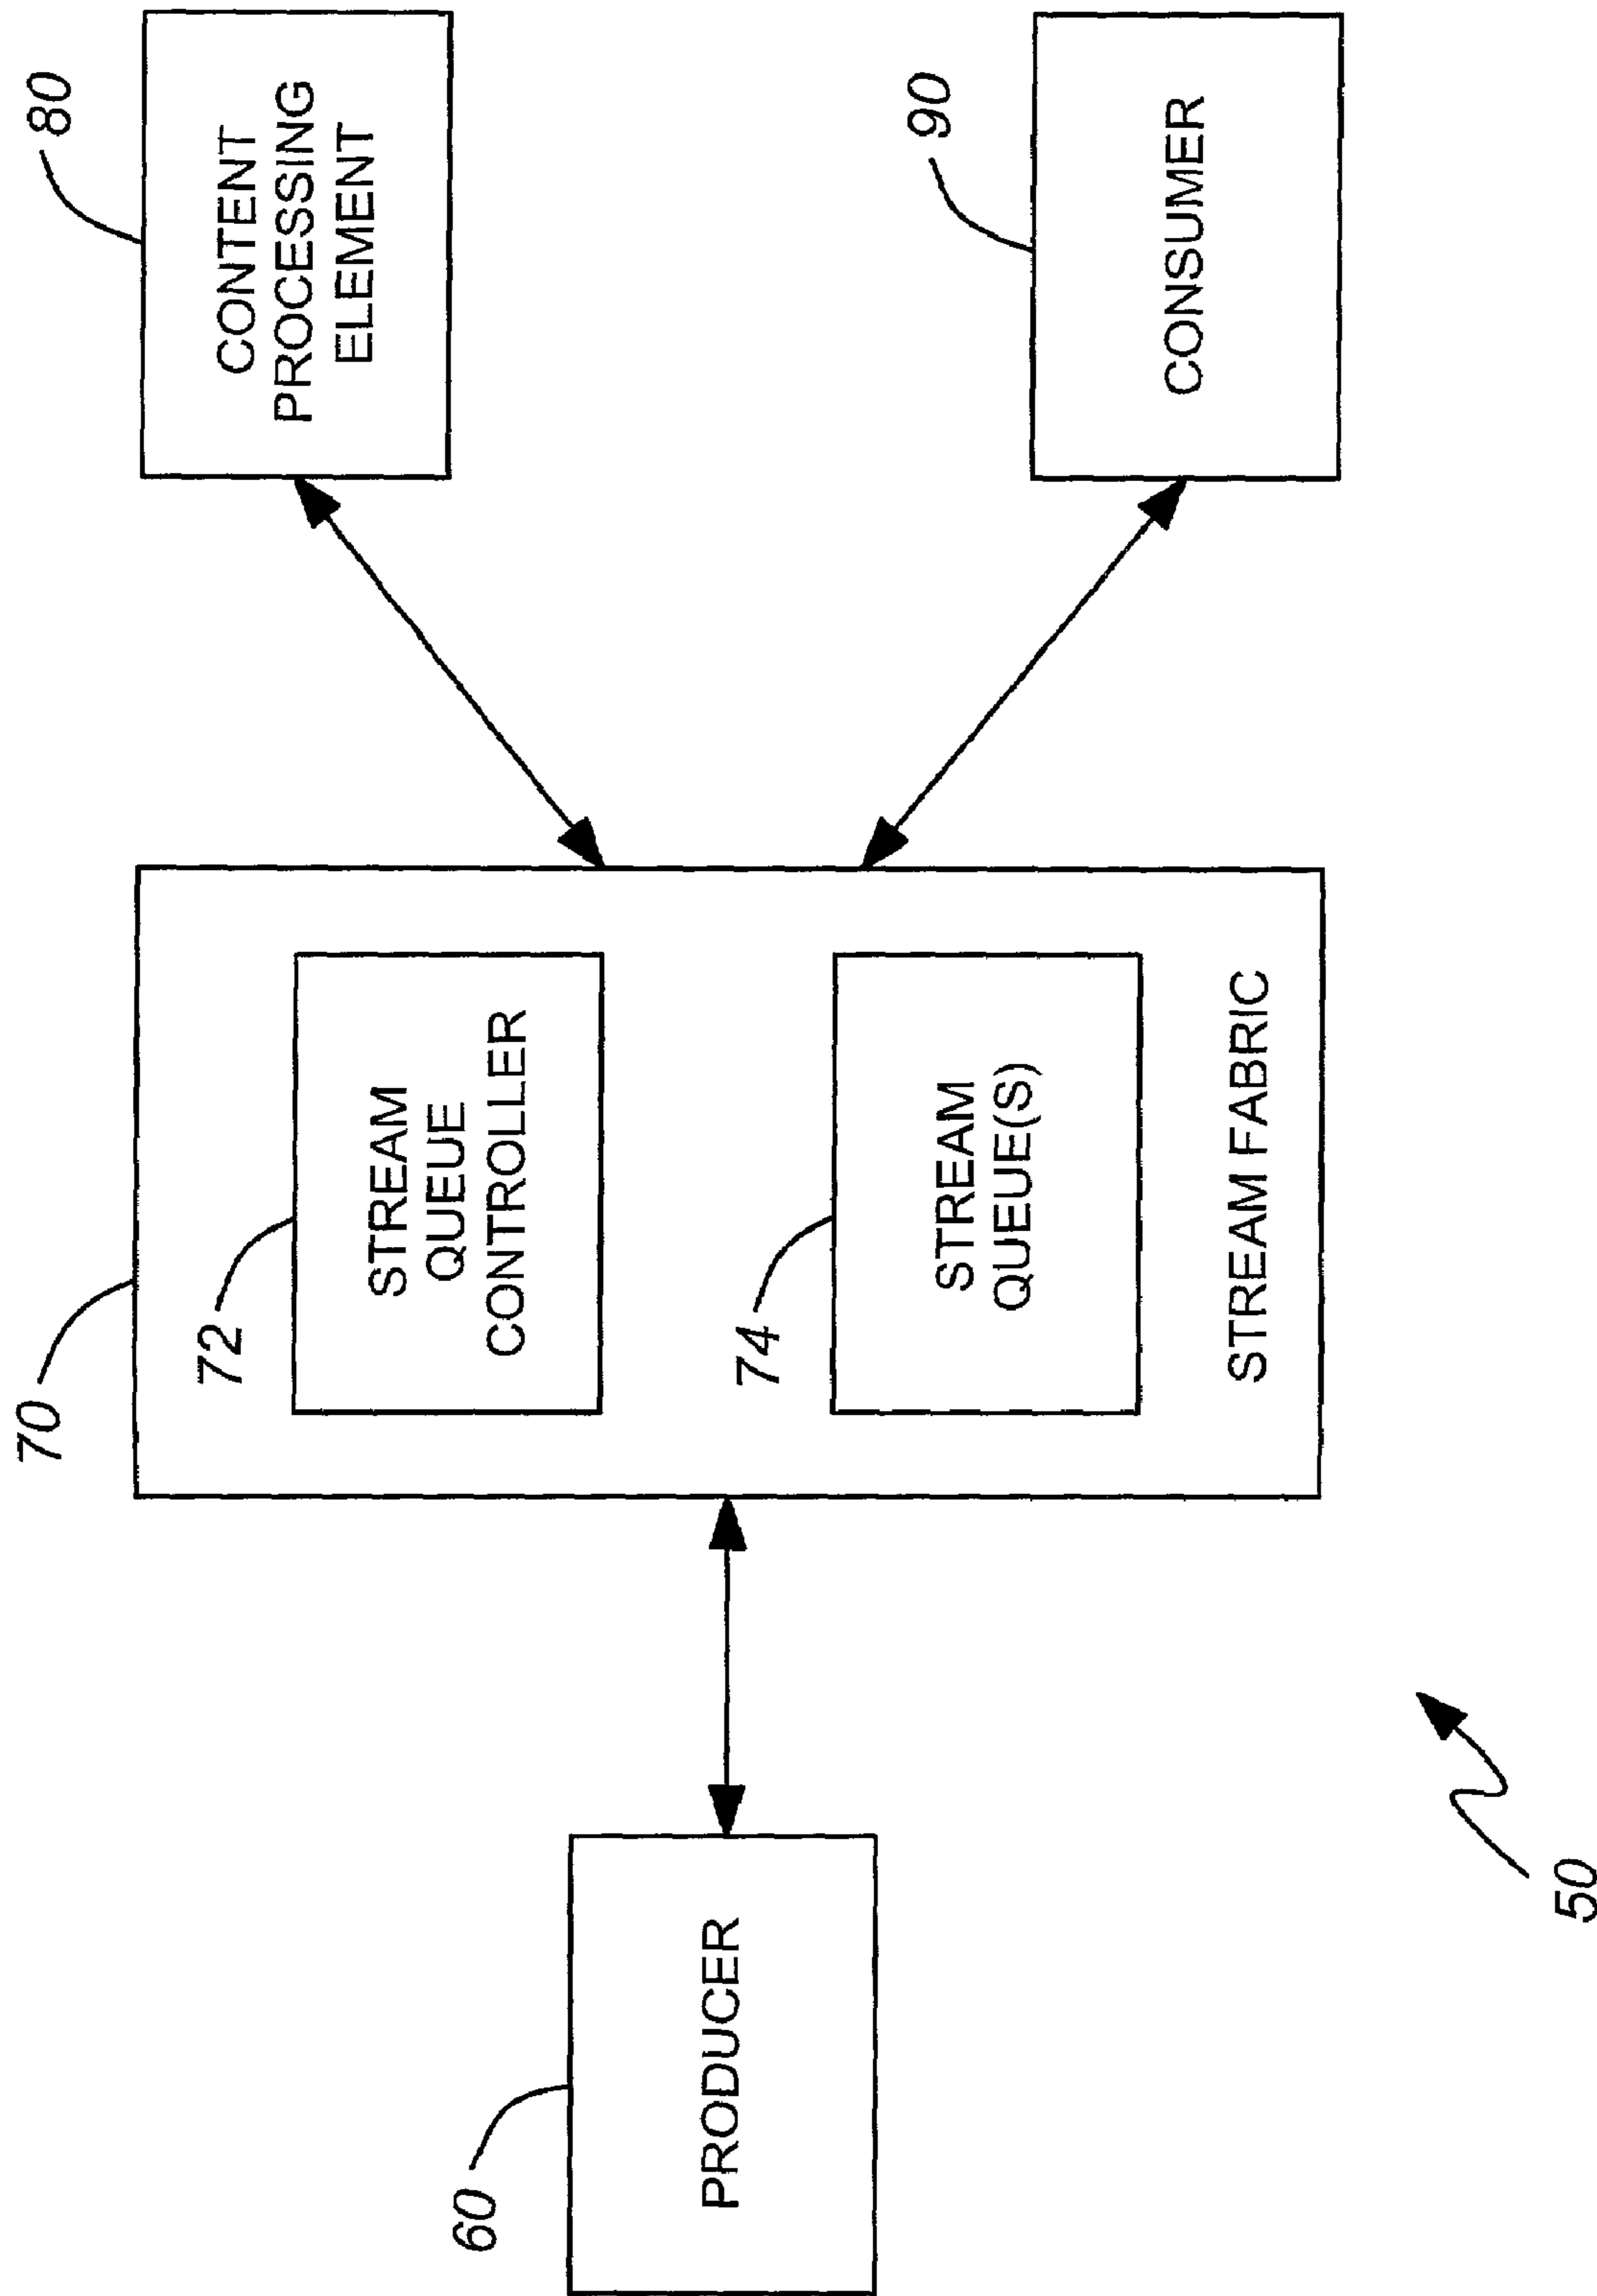 70
72
STREAM
QUEUE
CONTROLLER
74
STREAM
QUEUE(S)
STREAM FABRIC
60
PRODUCER
80
CONTENT
PROCESSING
ELEMENT
90
CONSUMER
50